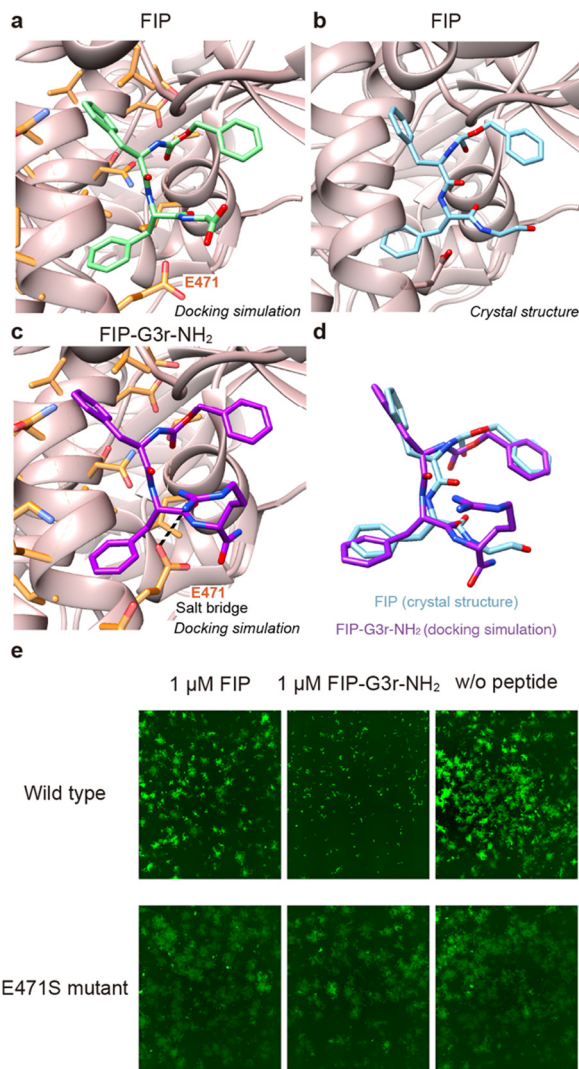 a
FIP
b
FIP
E471
Docking simulation
Crystal structure
c
FIP-G3r-NH₂
E471
Salt bridge
Docking simulation
d
FIP (crystal structure)
FIP-G3r-NH₂ (docking simulation)
e
1 µM FIP
1 µM FIP-G3r-NH₂
w/o peptide
Wild type
E471S mutant